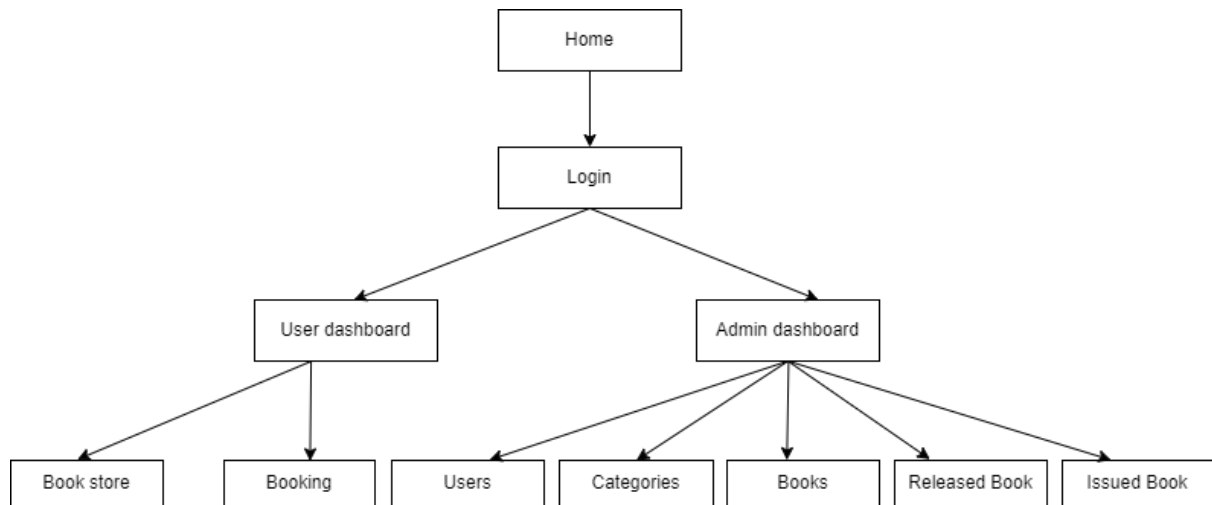 Home
Login
User dashboard
Admin dashboard
Book store
Booking
Users
Categories
Books
Released Book
Issued Book